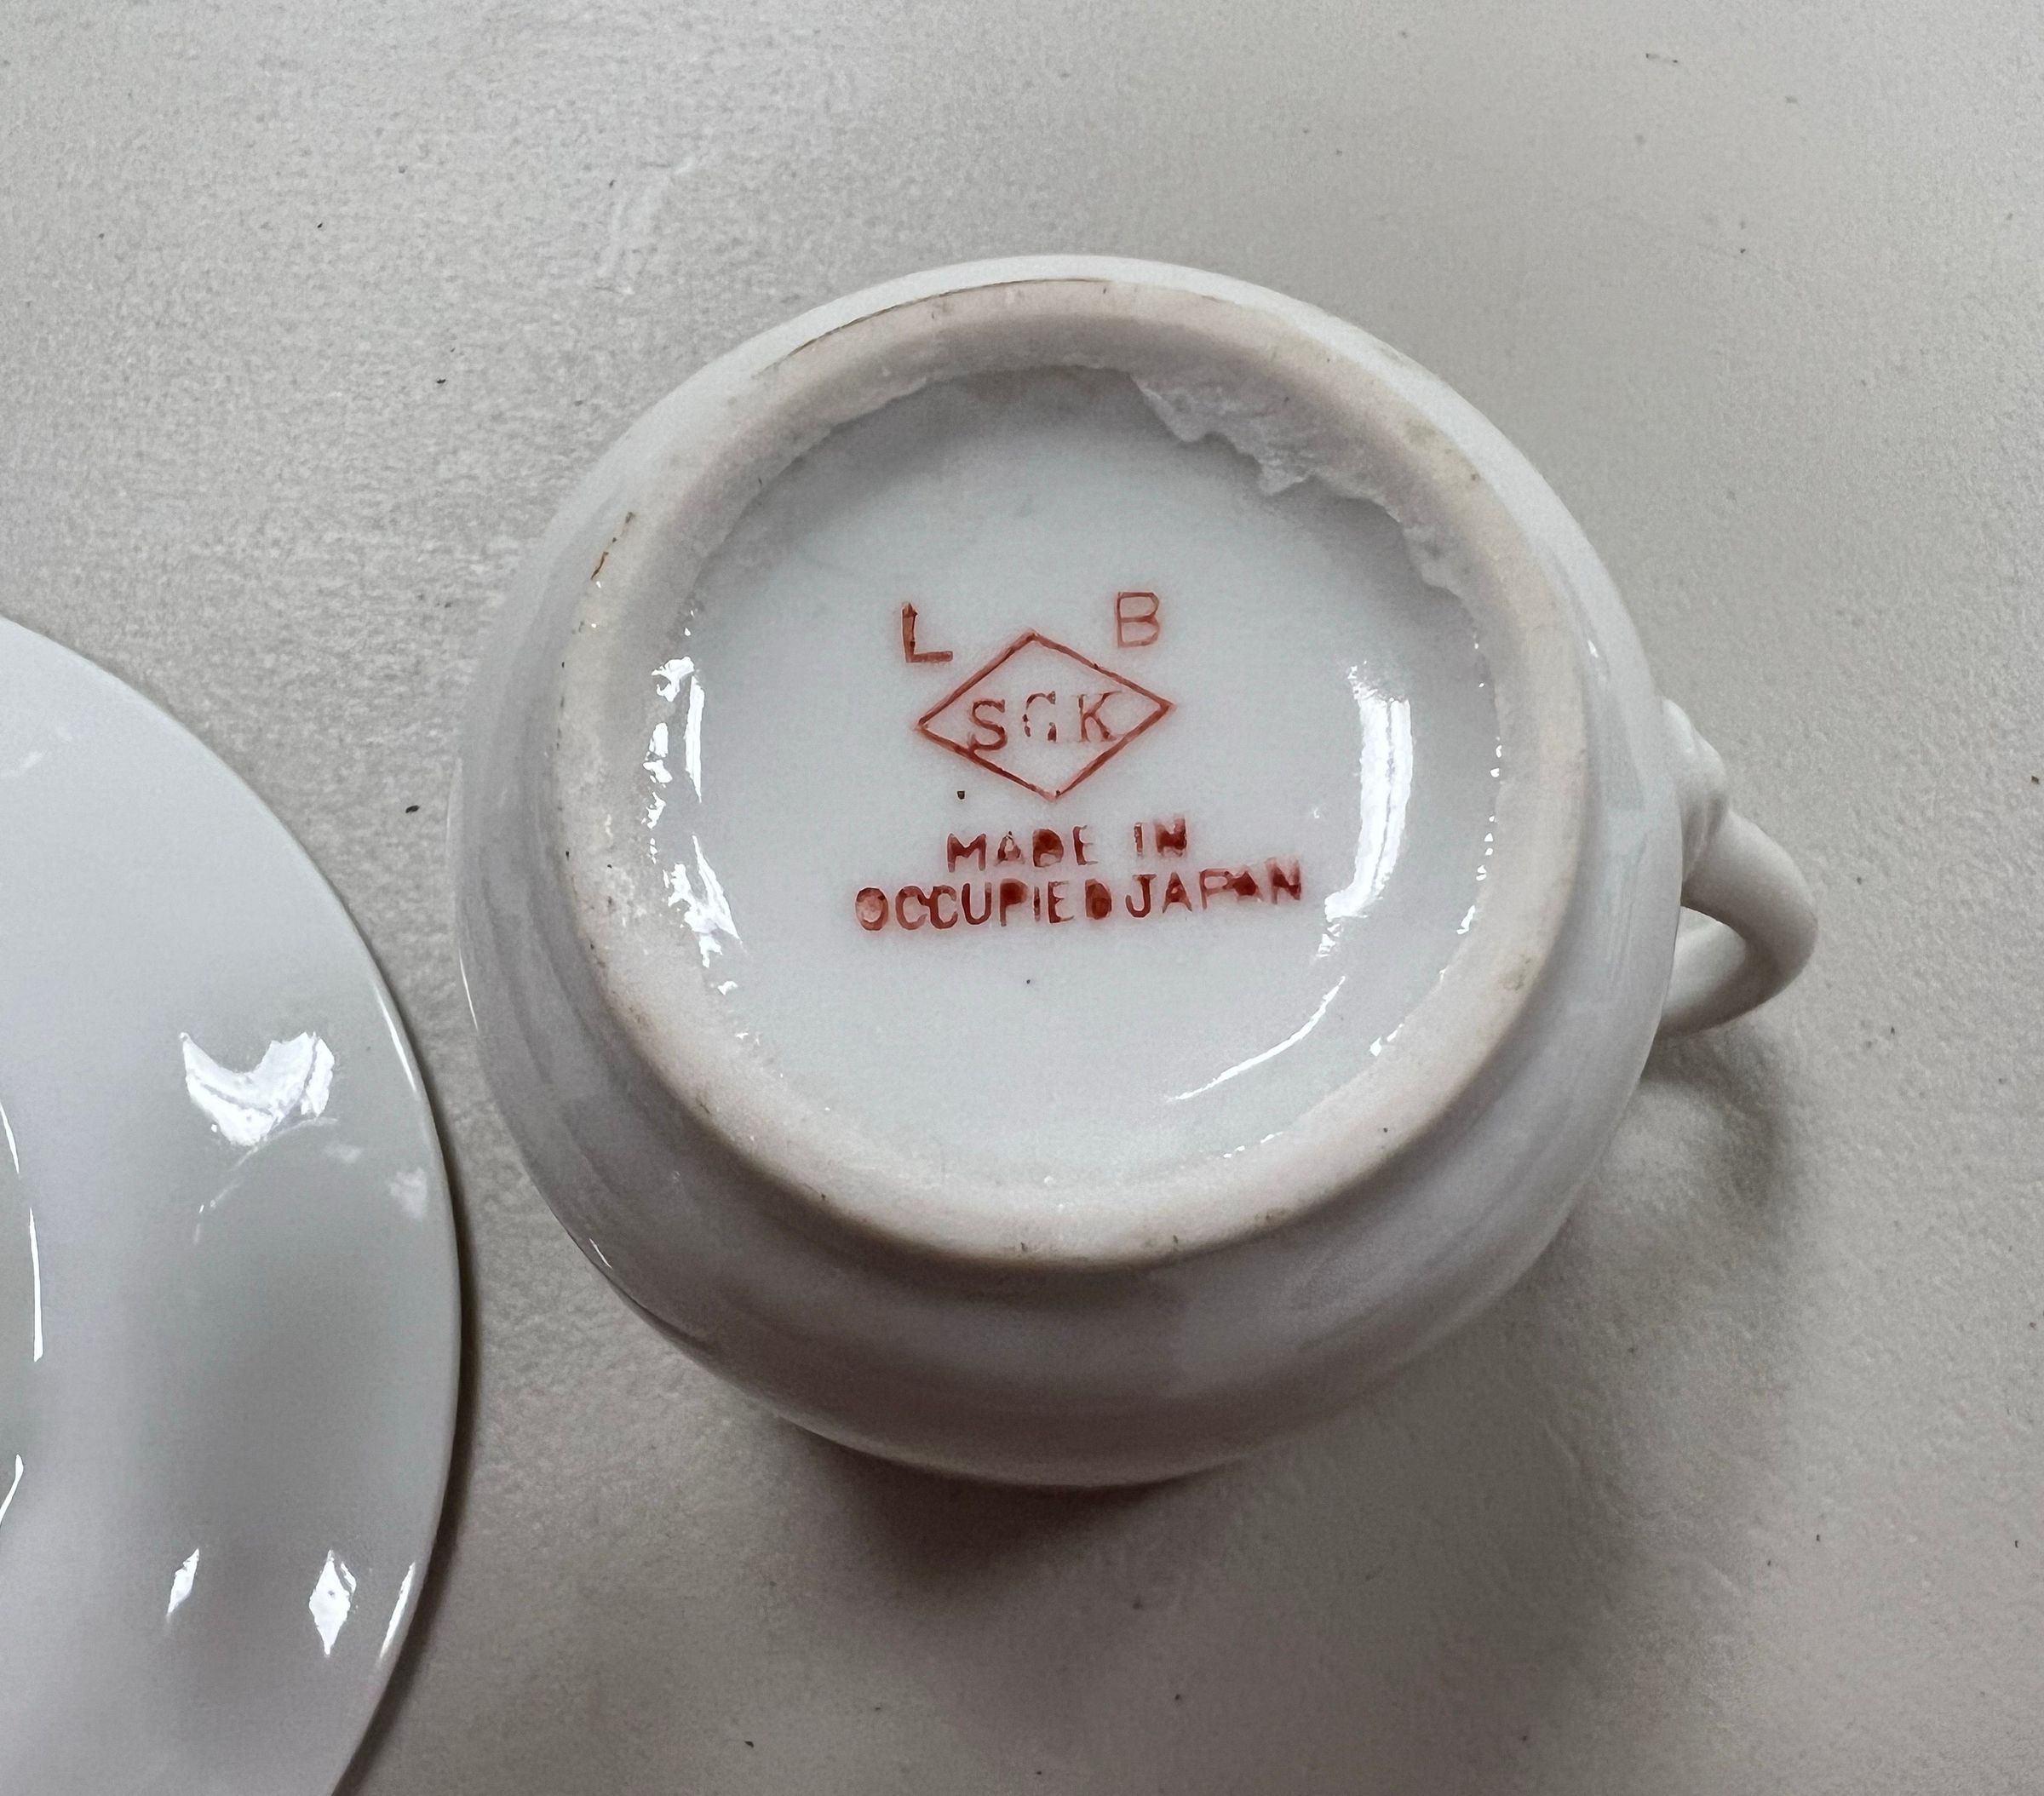 L B
SGK
MADE IN
OCCUPIED JAPAN